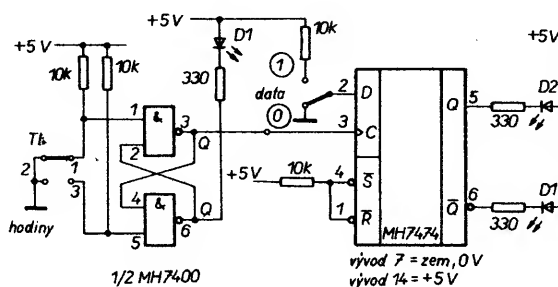 +5V
10k
10k
+5V
D1
330
10k
1
data
0
+5V
Tl.
1
2
3
hodiny
1
&
3
2
Q
4
&
6
5
Q
1/2 MH7400
+5V
10k
2
D
3
C
4
S
1
R
Q
5
Q
6
MH7474
330
D2
330
D1
vývod 7 = zem, 0V
vývod 14 = +5V